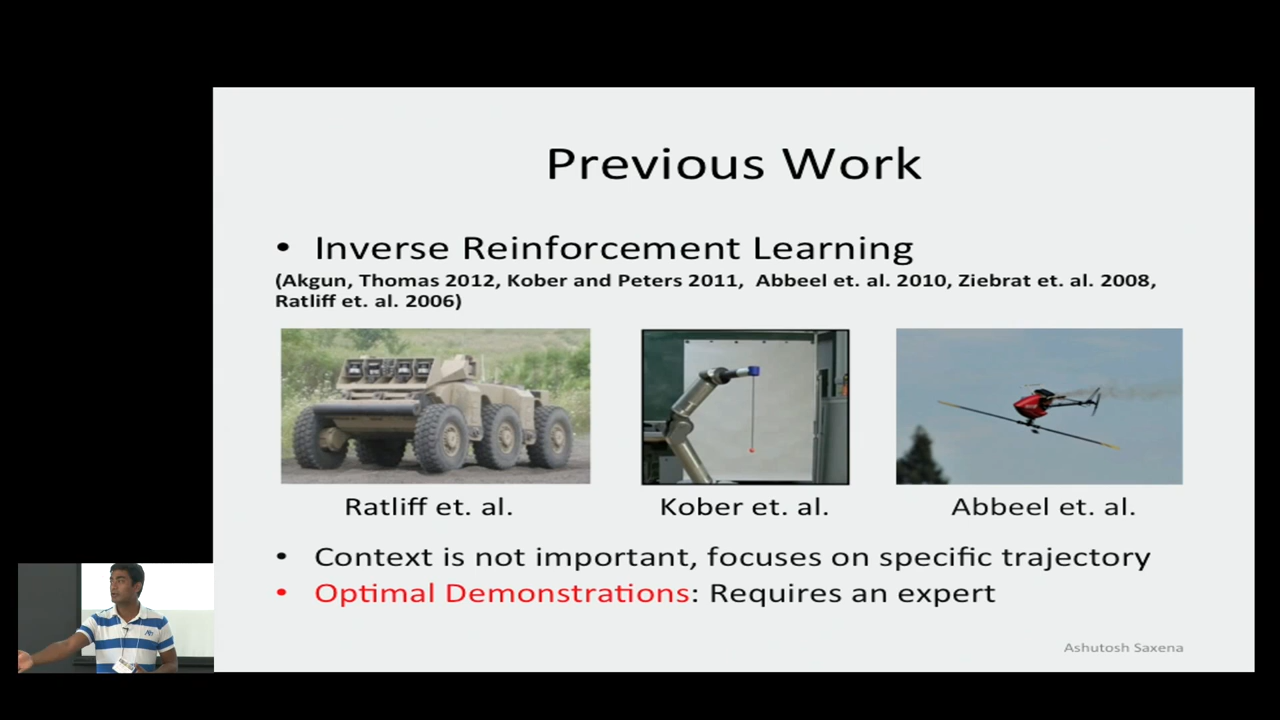 Previous Work
• Inverse Reinforcement Learning
(Akgun, Thomas 2012, Kober and Peters 2011, Abbeel et. al. 2010, Ziebrat et. al. 2008,
Ratliff et. al. 2006)
Ratliff et. al.
Kober et. al.
Abbeel et. al.
• Context is not important, focuses on specific trajectory
• Optimal Demonstrations: Requires an expert
Ashutosh Saxena